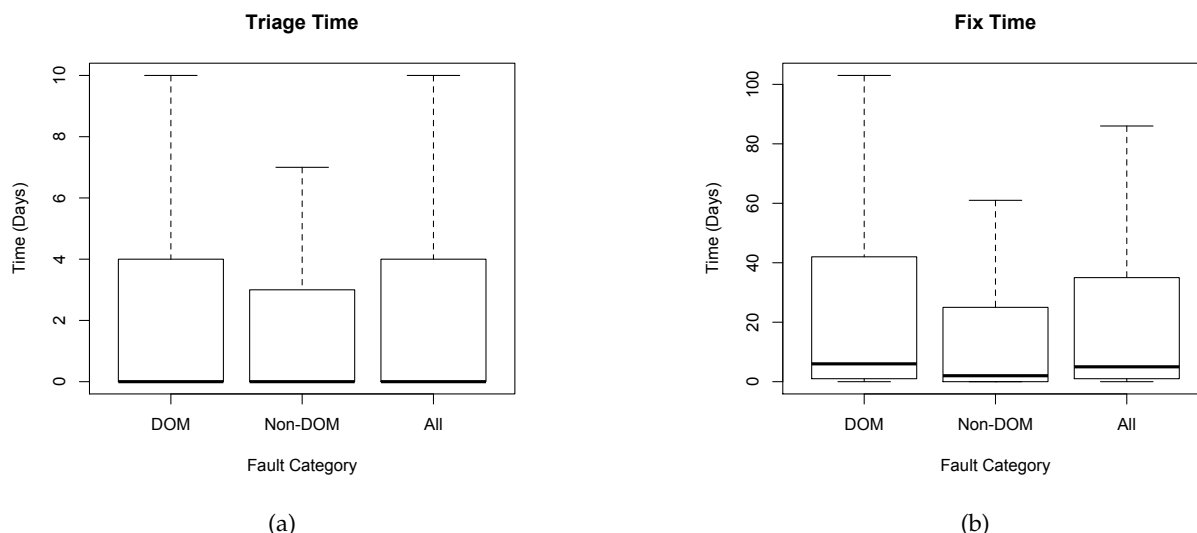 Triage Time
Time (Days)
10
8
6
4
2
0
DOM
Non-DOM
All
Fault Category
(a)
Fix Time
Time (Days)
100
80
60
40
20
0
DOM
Non-DOM
All
Fault Category
(b)